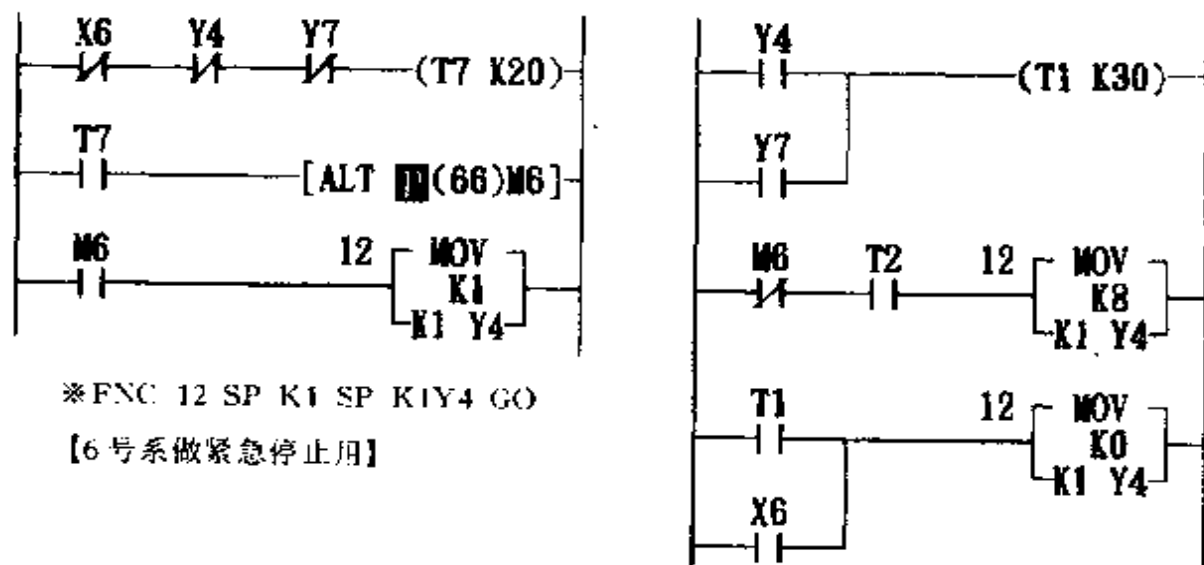 X6 Y4 Y7
(T7 K20)
T7
[ALT P(66)M6]
M6 12 MOV
K1
K1 Y4
※FNC 12 SP K1 SP K1Y4 GO
【6号系做紧急停止用】
Y4
(T1 K30)
Y7
M6 T2 12 MOV
K8
K1 Y4
T1 12 MOV
K0
K1 Y4
X6